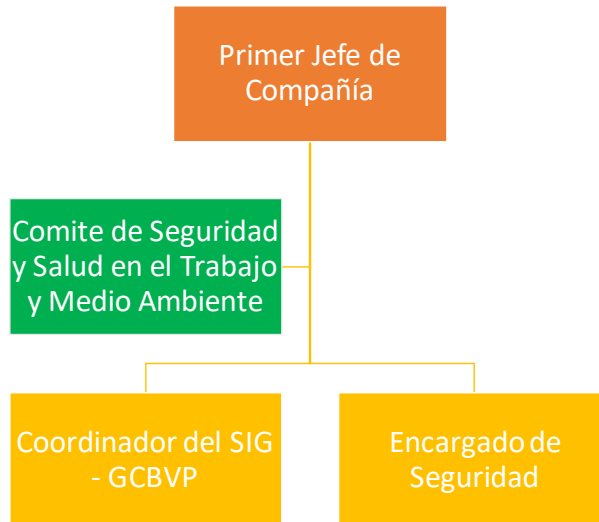 Primer Jefe de
Compañía
Comite de Seguridad
y Salud en el Trabajo
y Medio Ambiente
Coordinador del SIG
- GCBVP
Encargado de
Seguridad